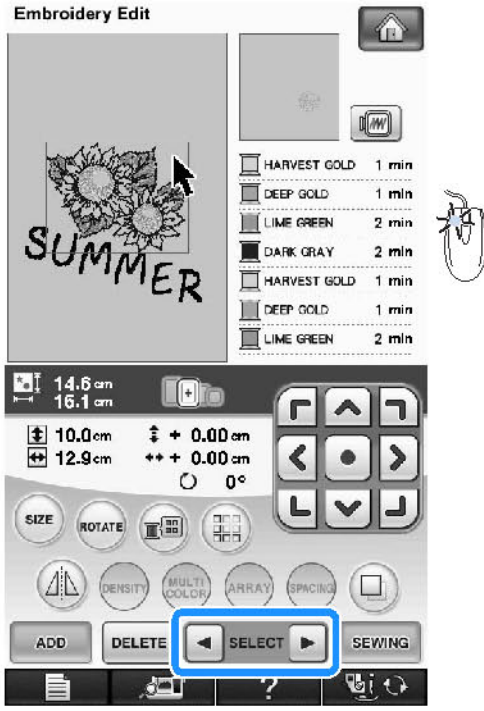 Embroidery Edit
HARVEST GOLD 1 min
DEEP GOLD 1 min
LIME GREEN 2 min
DARK GRAY 2 min
HARVEST GOLD 1 min
DEEP GOLD 1 min
LIME GREEN 2 min
SUMMER
14.6 cm
16.1 cm
10.0 cm + 0.00 cm
12.9 cm + 0.00 cm
0°
SIZE
ROTATE
DENSITY
MULTI
COLOR
ARRAY
SPACING
ADD
DELETE
SELECT
SEWING
?